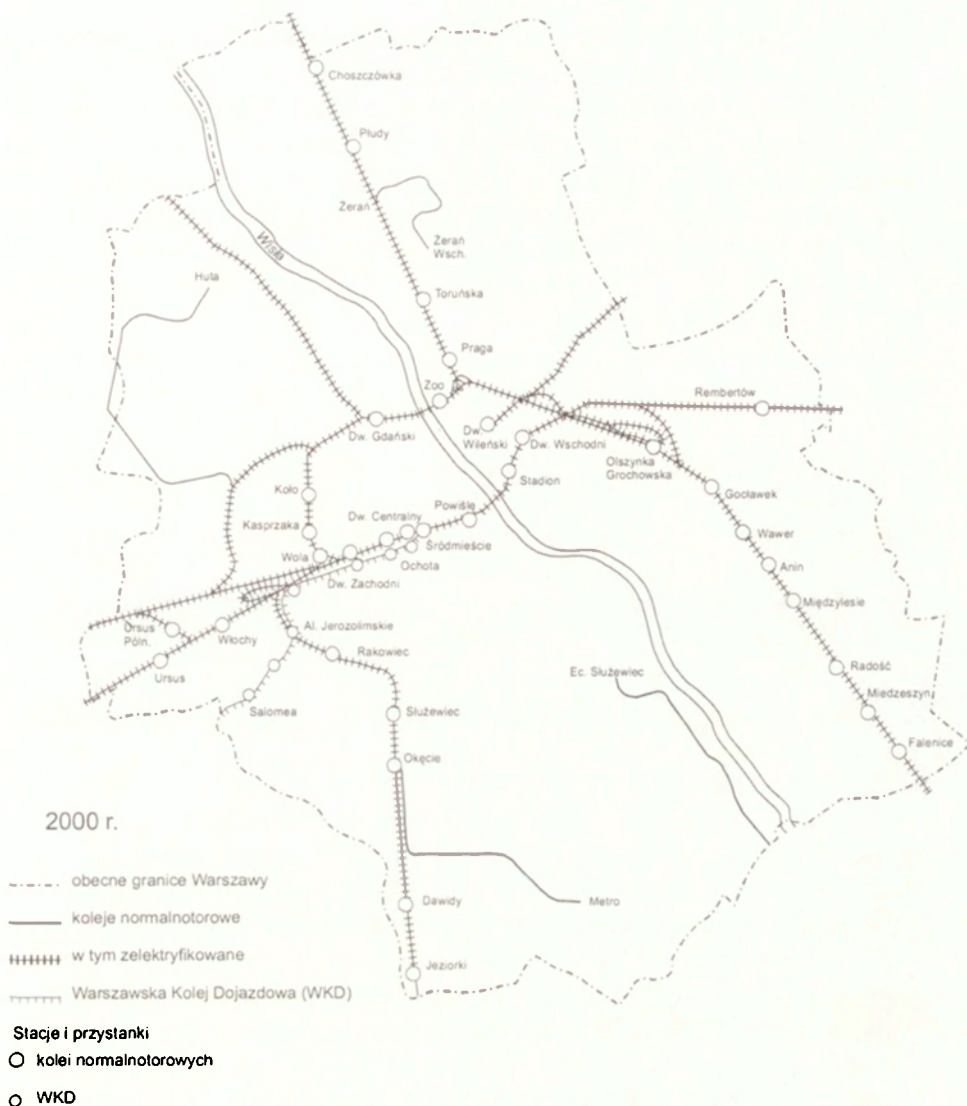 Choszczówka
Płudy
Żerań
Żerań
Wsch.
Wisła
Huta
Toruńska
Praga
Zoo
Rembertów
Dw. Gdański
Dw.
Wileński
Dw. Wschodni
Olszynka
Grochowska
Stadion
Gocławek
Koło
Powiśle
Kasprzaka
Dw. Centralny
Wawer
Śródmieście
Wola
Ochota
Anin
Dw. Zachodni
Międzylesie
Ursus
Półn.
Włochy
Al. Jerozolimskie
Rakowiec
Ursus
Ec. Służewiec
Radość
Salomea
Służewiec
Miedzeszyn
Okęcie
Falenice
2000 r.
obecne granice Warszawy
koleje normalnotorowe
Metro
Dawidy
w tym zelektryfikowane
Jeziorki
Warszawska Kolej Dojazdowa (WKD)
Stacje i przystanki
kolei normalnotorowych
WKD